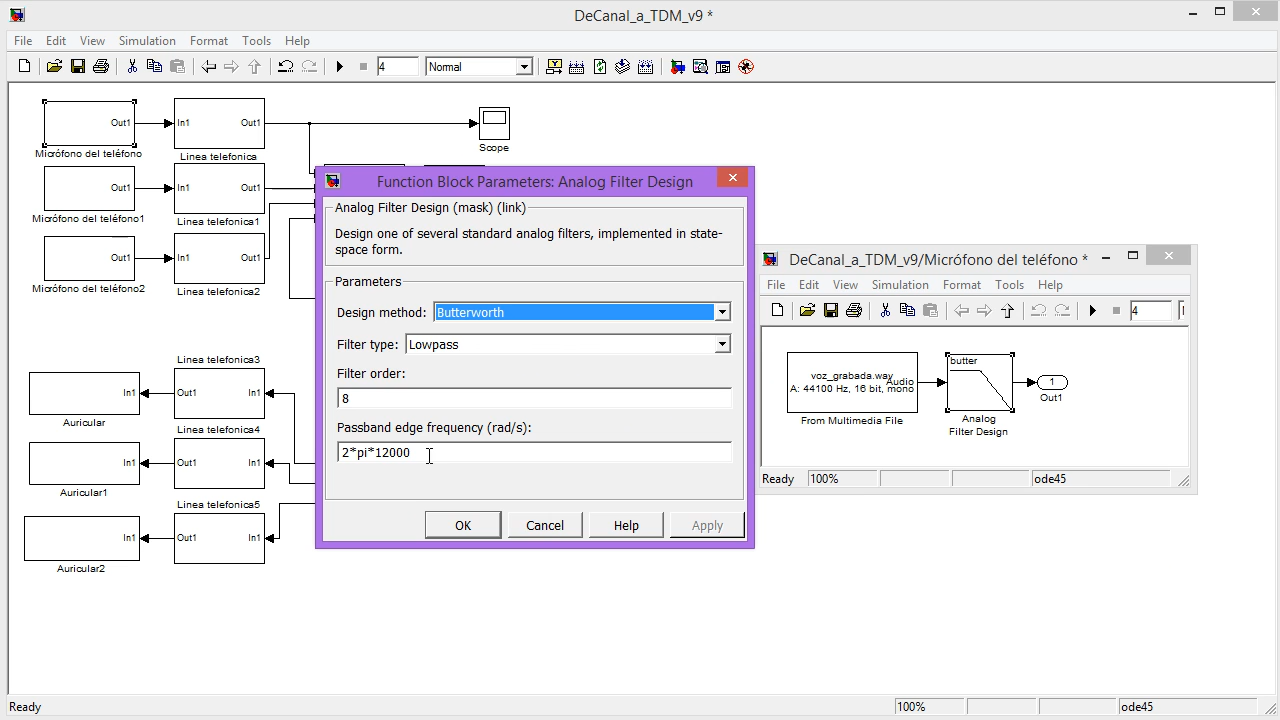 DeCanal_a_TDM_v9 *
File Edit View Simulation Format Tools Help
4 Normal
Out1 In1 Out1
Micrófono del teléfono Linea telefonica Scope
Out1 In1 Out1
Micrófono del teléfono1 Linea telefonica1
Out1 In1 Out1
Micrófono del teléfono2 Linea telefonica2
Linea telefonica3
In1 Out1 In1
Auricular Linea telefonica4
In1 Out1 In1
Auricular1 Linea telefonica5
In1 Out1 In1
Auricular2
Function Block Parameters: Analog Filter Design
Analog Filter Design (mask) (link)
Design one of several standard analog filters, implemented in state-
space form.
Parameters
Design method: Butterworth
Filter type: Lowpass
Filter order:
8
Passband edge frequency (rad/s):
2*pi*12000
OK Cancel Help Apply
DeCanal_a_TDM_v9/Micrófono del teléfono *
File Edit View Simulation Format Tools Help
4
voz_grabada.wav
A: 44100 Hz, 16 bit, mono
Audio
From Multimedia File
butter
Analog
Filter Design
1
Out1
Ready 100% ode45
Ready 100% ode45